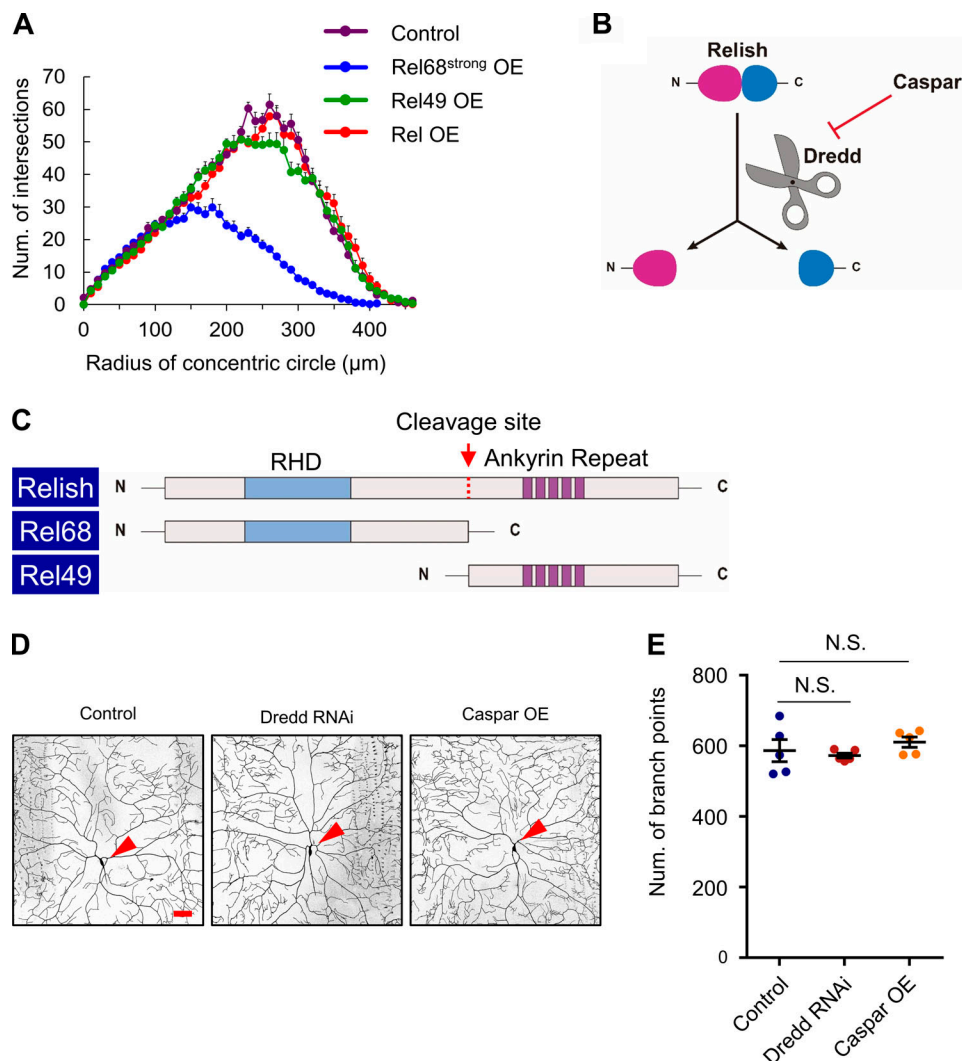 A
Control
Rel68strong OE
Rel49 OE
Rel OE
Num. of intersections
70
60
50
40
30
20
10
0
0 100 200 300 400
Radius of concentric circle (µm)
B
Relish
N C
Caspar
Dredd
N C
C
Cleavage site
RHD Ankyrin Repeat
Relish N C
Rel68 N C
Rel49 N C
D
Control Dredd RNAi Caspar OE
E
N.S.
N.S.
Num. of branch points
800
600
400
200
0
Control Dredd RNAi Caspar OE